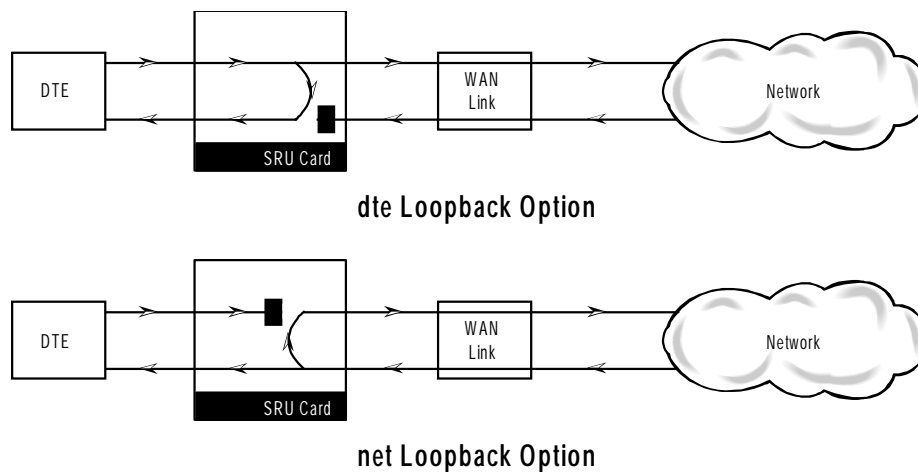 DTE
WAN
Link
Network
SRU Card
dte Loopback Option
DTE
WAN
Link
Network
SRU Card
net Loopback Option